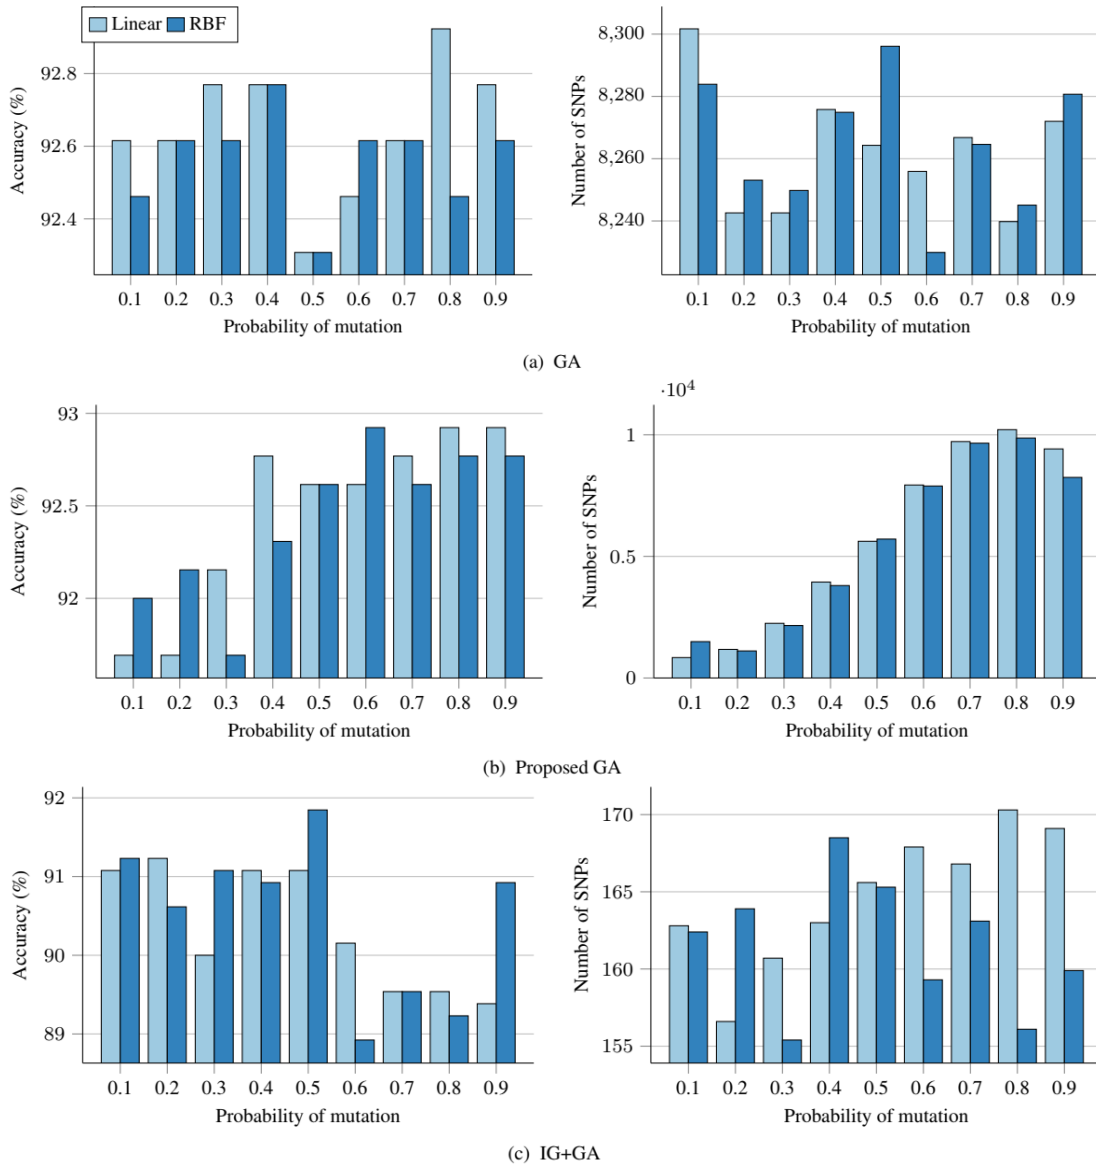 Linear RBF
Accuracy (%)
92.8
92.6
92.4
0.1 0.2 0.3 0.4 0.5 0.6 0.7 0.8 0.9
Probability of mutation
Number of SNPs
8,300
8,280
8,260
8,240
0.1 0.2 0.3 0.4 0.5 0.6 0.7 0.8 0.9
Probability of mutation
(a) GA
Accuracy (%)
93
92.5
92
0.1 0.2 0.3 0.4 0.5 0.6 0.7 0.8 0.9
Probability of mutation
·10⁴
Number of SNPs
1
0.5
0
0.1 0.2 0.3 0.4 0.5 0.6 0.7 0.8 0.9
Probability of mutation
(b) Proposed GA
Accuracy (%)
92
91
90
89
0.1 0.2 0.3 0.4 0.5 0.6 0.7 0.8 0.9
Probability of mutation
Number of SNPs
170
165
160
155
0.1 0.2 0.3 0.4 0.5 0.6 0.7 0.8 0.9
Probability of mutation
(c) IG+GA